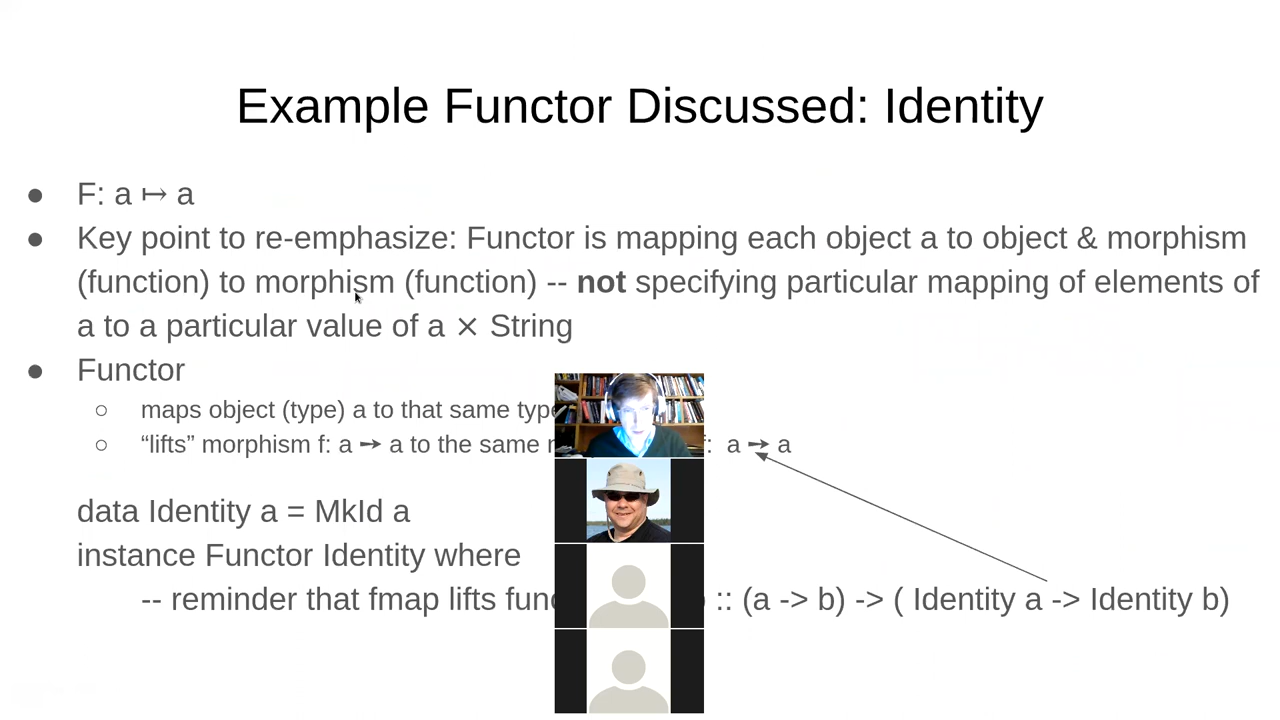 Example Functor Discussed: Identity
● F: a ↦ a
● Key point to re-emphasize: Functor is mapping each object a to object & morphism
(function) to morphism (function) -- not specifying particular mapping of elements of
a to a particular value of a × String
● Functor
○ maps object (type) a to that same type
○ “lifts” morphism f: a ➙ a to the same f: a ➙ a
data Identity a = MkId a
instance Functor Identity where
-- reminder that fmap lifts :: (a -> b) -> ( Identity a -> Identity b)